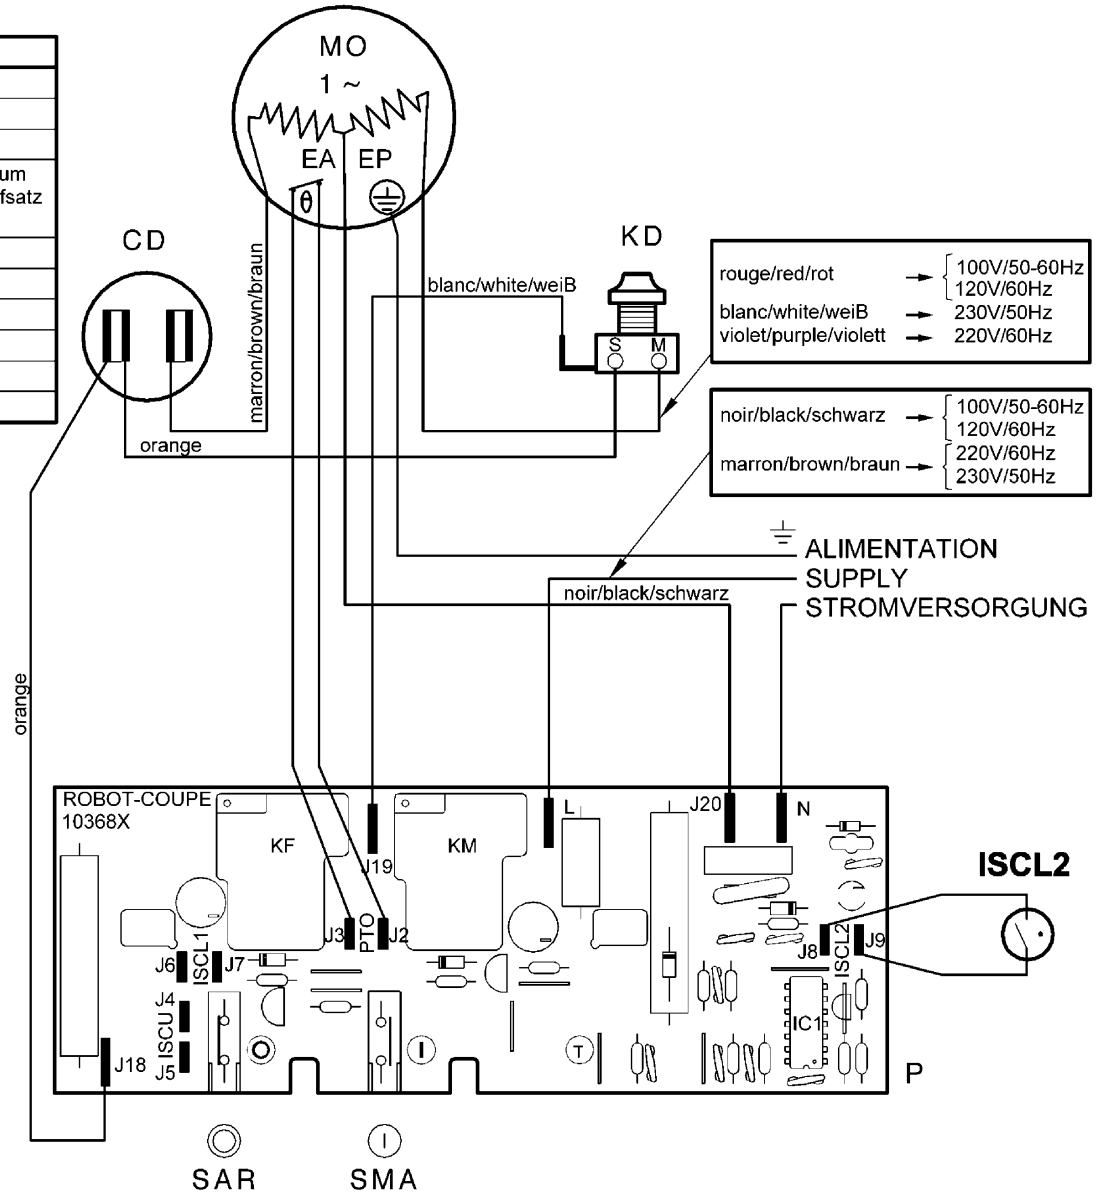 MO
1 ~
um
fsatz
EA EP
θ
CD
KD
marron/brown/braun
blanc/white/weiB
S M
rouge/red/rot
100V/50-60Hz
120V/60Hz
blanc/white/weiB
230V/50Hz
violet/purple/violett
220V/60Hz
orange
noir/black/schwarz
100V/50-60Hz
120V/60Hz
marron/brown/braun
220V/60Hz
230V/50Hz
ALIMENTATION
SUPPLY
STROMVERSORGUNG
noir/black/schwarz
orange
ROBOT-COUPE
10368X
KF
J19
KM
L
J20
N
ISCL2
J3
PTO
J2
J8
ISCL2
J9
J6
ISCL1
J7
J4
ISCU
J5
J18
O
I
T
IC1
P
I
SAR
SMA